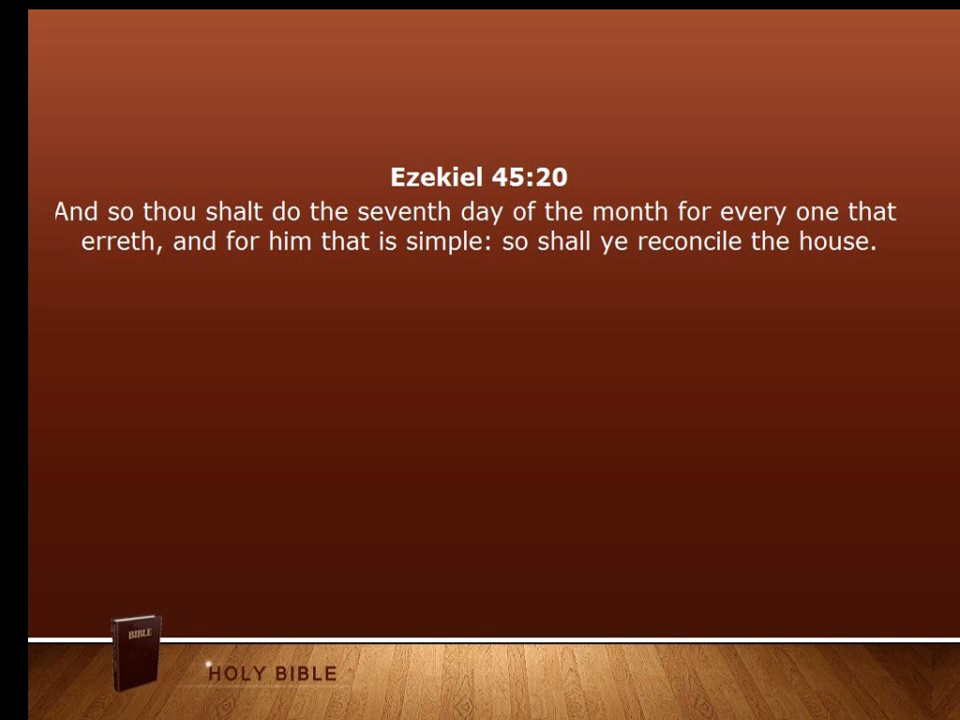 Ezekiel 45:20
And so thou shalt do the seventh day of the month for every one that
erreth, and for him that is simple: so shall ye reconcile the house.
BIBLE
HOLY BIBLE